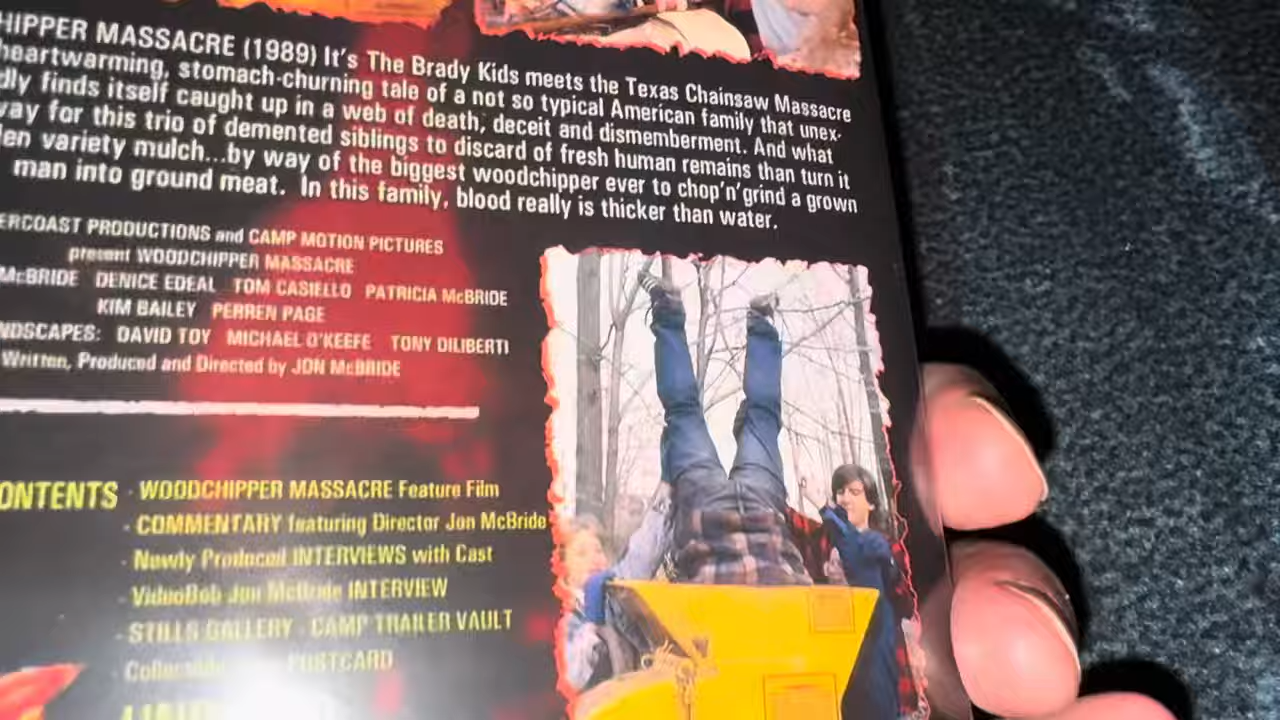 HIPPER MASSACRE (1989) It's The Brady Kids meets the Texas Chainsaw Massacre
heartwarming, stomach-churning tale of a not so typical American family that unex-
dly finds itself caught up in a web of death, deceit and dismemberment. And what
way for this trio of demented siblings to discard of fresh human remains than turn it
den variety mulch...by way of the biggest woodchipper ever to chop'n'grind a grown
man into ground meat. In this family, blood really is thicker than water.
ERCOAST PRODUCTIONS and CAMP MOTION PICTURES
present WOODCHIPPER MASSACRE
McBRIDE DENICE EDEAL TOM CASIELLO PATRICIA McBRIDE
KIM BAILEY PERREN PAGE
NDSCAPES: DAVID TOY MICHAEL O'KEEFE TONY DILIBERTI
Written, Produced and Directed by JON McBRIDE
ONTENTS · WOODCHIPPER MASSACRE Feature Film
· COMMENTARY featuring Director Jon McBride
· Newly Produced INTERVIEWS with Cast
· VideoBob Jon McBride INTERVIEW
· STILLS GALLERY · CAMP TRAILER VAULT
POSTCARD